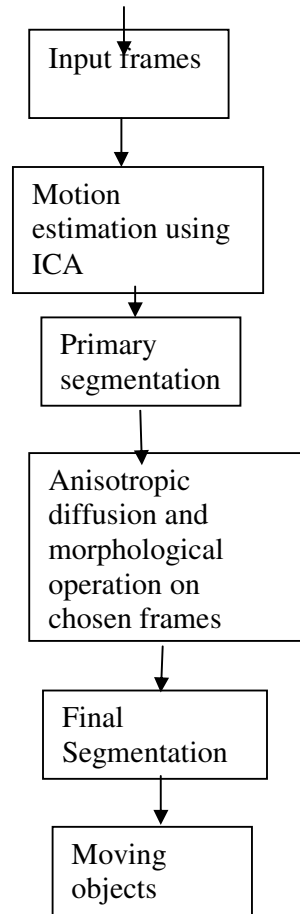 Input frames
Motion
estimation using
ICA
Primary
segmentation
Anisotropic
diffusion and
morphological
operation on
chosen frames
Final
Segmentation
Moving
objects